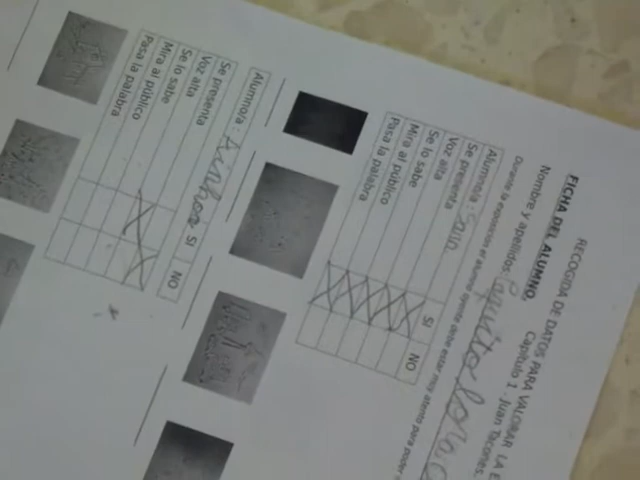 RECOGIDA DE DATOS PARA VALORAR LA E
Capítulo 1 - Juan Tacones.
FICHA DEL ALUMNO.
Nombre y apellidos:
Durante la exposición el alumno oyente debe estar muy atento para poder
Alumno/a SI NO
Se presenta
Voz alta
Se lo sabe
Mira al público
Pasa la palabra
Alumno/a: SI NO
Se presenta
Voz alta
Se lo sabe
Mira al público
Pasa la palabra